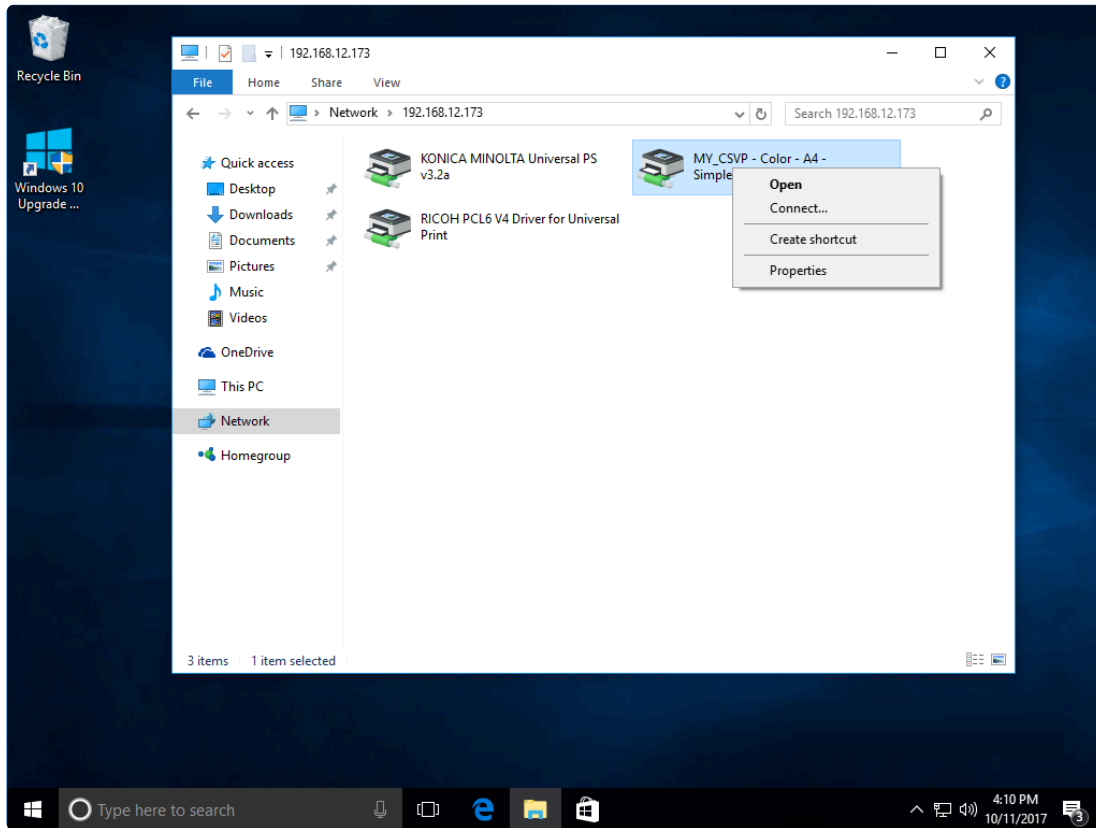 Recycle Bin
Windows 10
Upgrade ...
192.168.12.173
File Home Share View
Network 192.168.12.173
Search 192.168.12.173
Quick access
Desktop
Downloads
Documents
Pictures
Music
Videos
OneDrive
This PC
Network
Homegroup
KONICA MINOLTA Universal PS
v3.2a
RICOH PCL6 V4 Driver for Universal
Print
MY_CSVP - Color - A4 -
Simple
Open
Connect...
Create shortcut
Properties
3 items 1 item selected
Type here to search
4:10 PM
10/11/2017
3